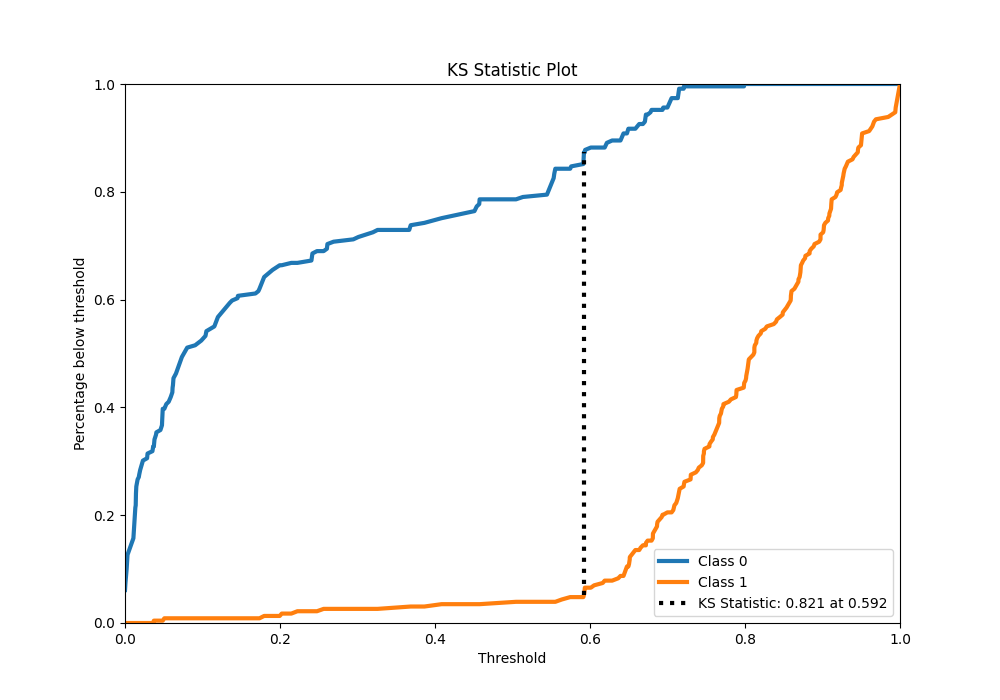 KS Statistic Plot
1.0
0.8
0.6
0.4
0.2
0.0
Percentage below threshold
0.0 0.2 0.4 0.6 0.8 1.0
Threshold
Class 0
Class 1
KS Statistic: 0.821 at 0.592